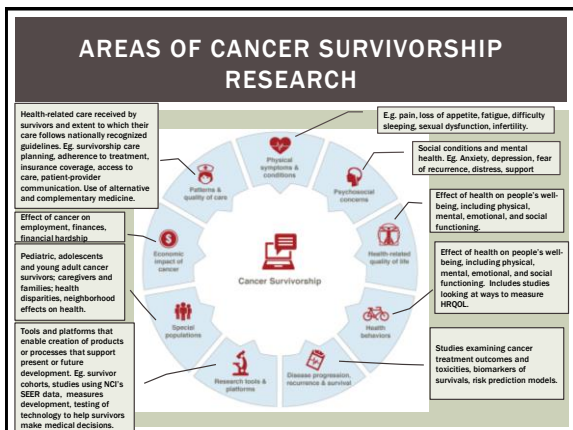 AREAS OF CANCER SURVIVORSHIP
RESEARCH
Health-related care received by
survivors and extent to which their
care follows nationally recognized
guidelines. Eg. survivorship care
planning, adherence to treatment,
insurance coverage, access to
care, patient-provider
communication. Use of alternative
and complementary medicine.
Effect of cancer on
employment, finances,
financial hardship
Pediatric, adolescents
and young adult cancer
survivors; caregivers and
families; health
disparities, neighborhood
effects on health.
Tools and platforms that
enable creation of products
or processes that support
present or future
development. Eg. survivor
cohorts, studies using NCI's
SEER data, measures
development, testing of
technology to help survivors
make medical decisions.
Physical
symptoms &
conditions
Psychosocial
concerns
Health-related
quality of life
Health
behaviors
Disease progression,
recurrence & survival
Research tools &
platforms
Special
populations
$
Economic
impact of
cancer
Patterns &
quality of care
Cancer Survivorship
E.g. pain, loss of appetite, fatigue, difficulty
sleeping, sexual dysfunction, infertility.
Social conditions and mental
health. Eg. Anxiety, depression, fear
of recurrence, distress, support
Effect of health on people's well-
being, including physical,
mental, emotional, and social
functioning.
Effect of health on people's well-
being, including physical,
mental, emotional, and social
functioning. Includes studies
looking at ways to measure
HRQOL.
Studies examining cancer
treatment outcomes and
toxicities, biomarkers of
survivals, risk prediction models.